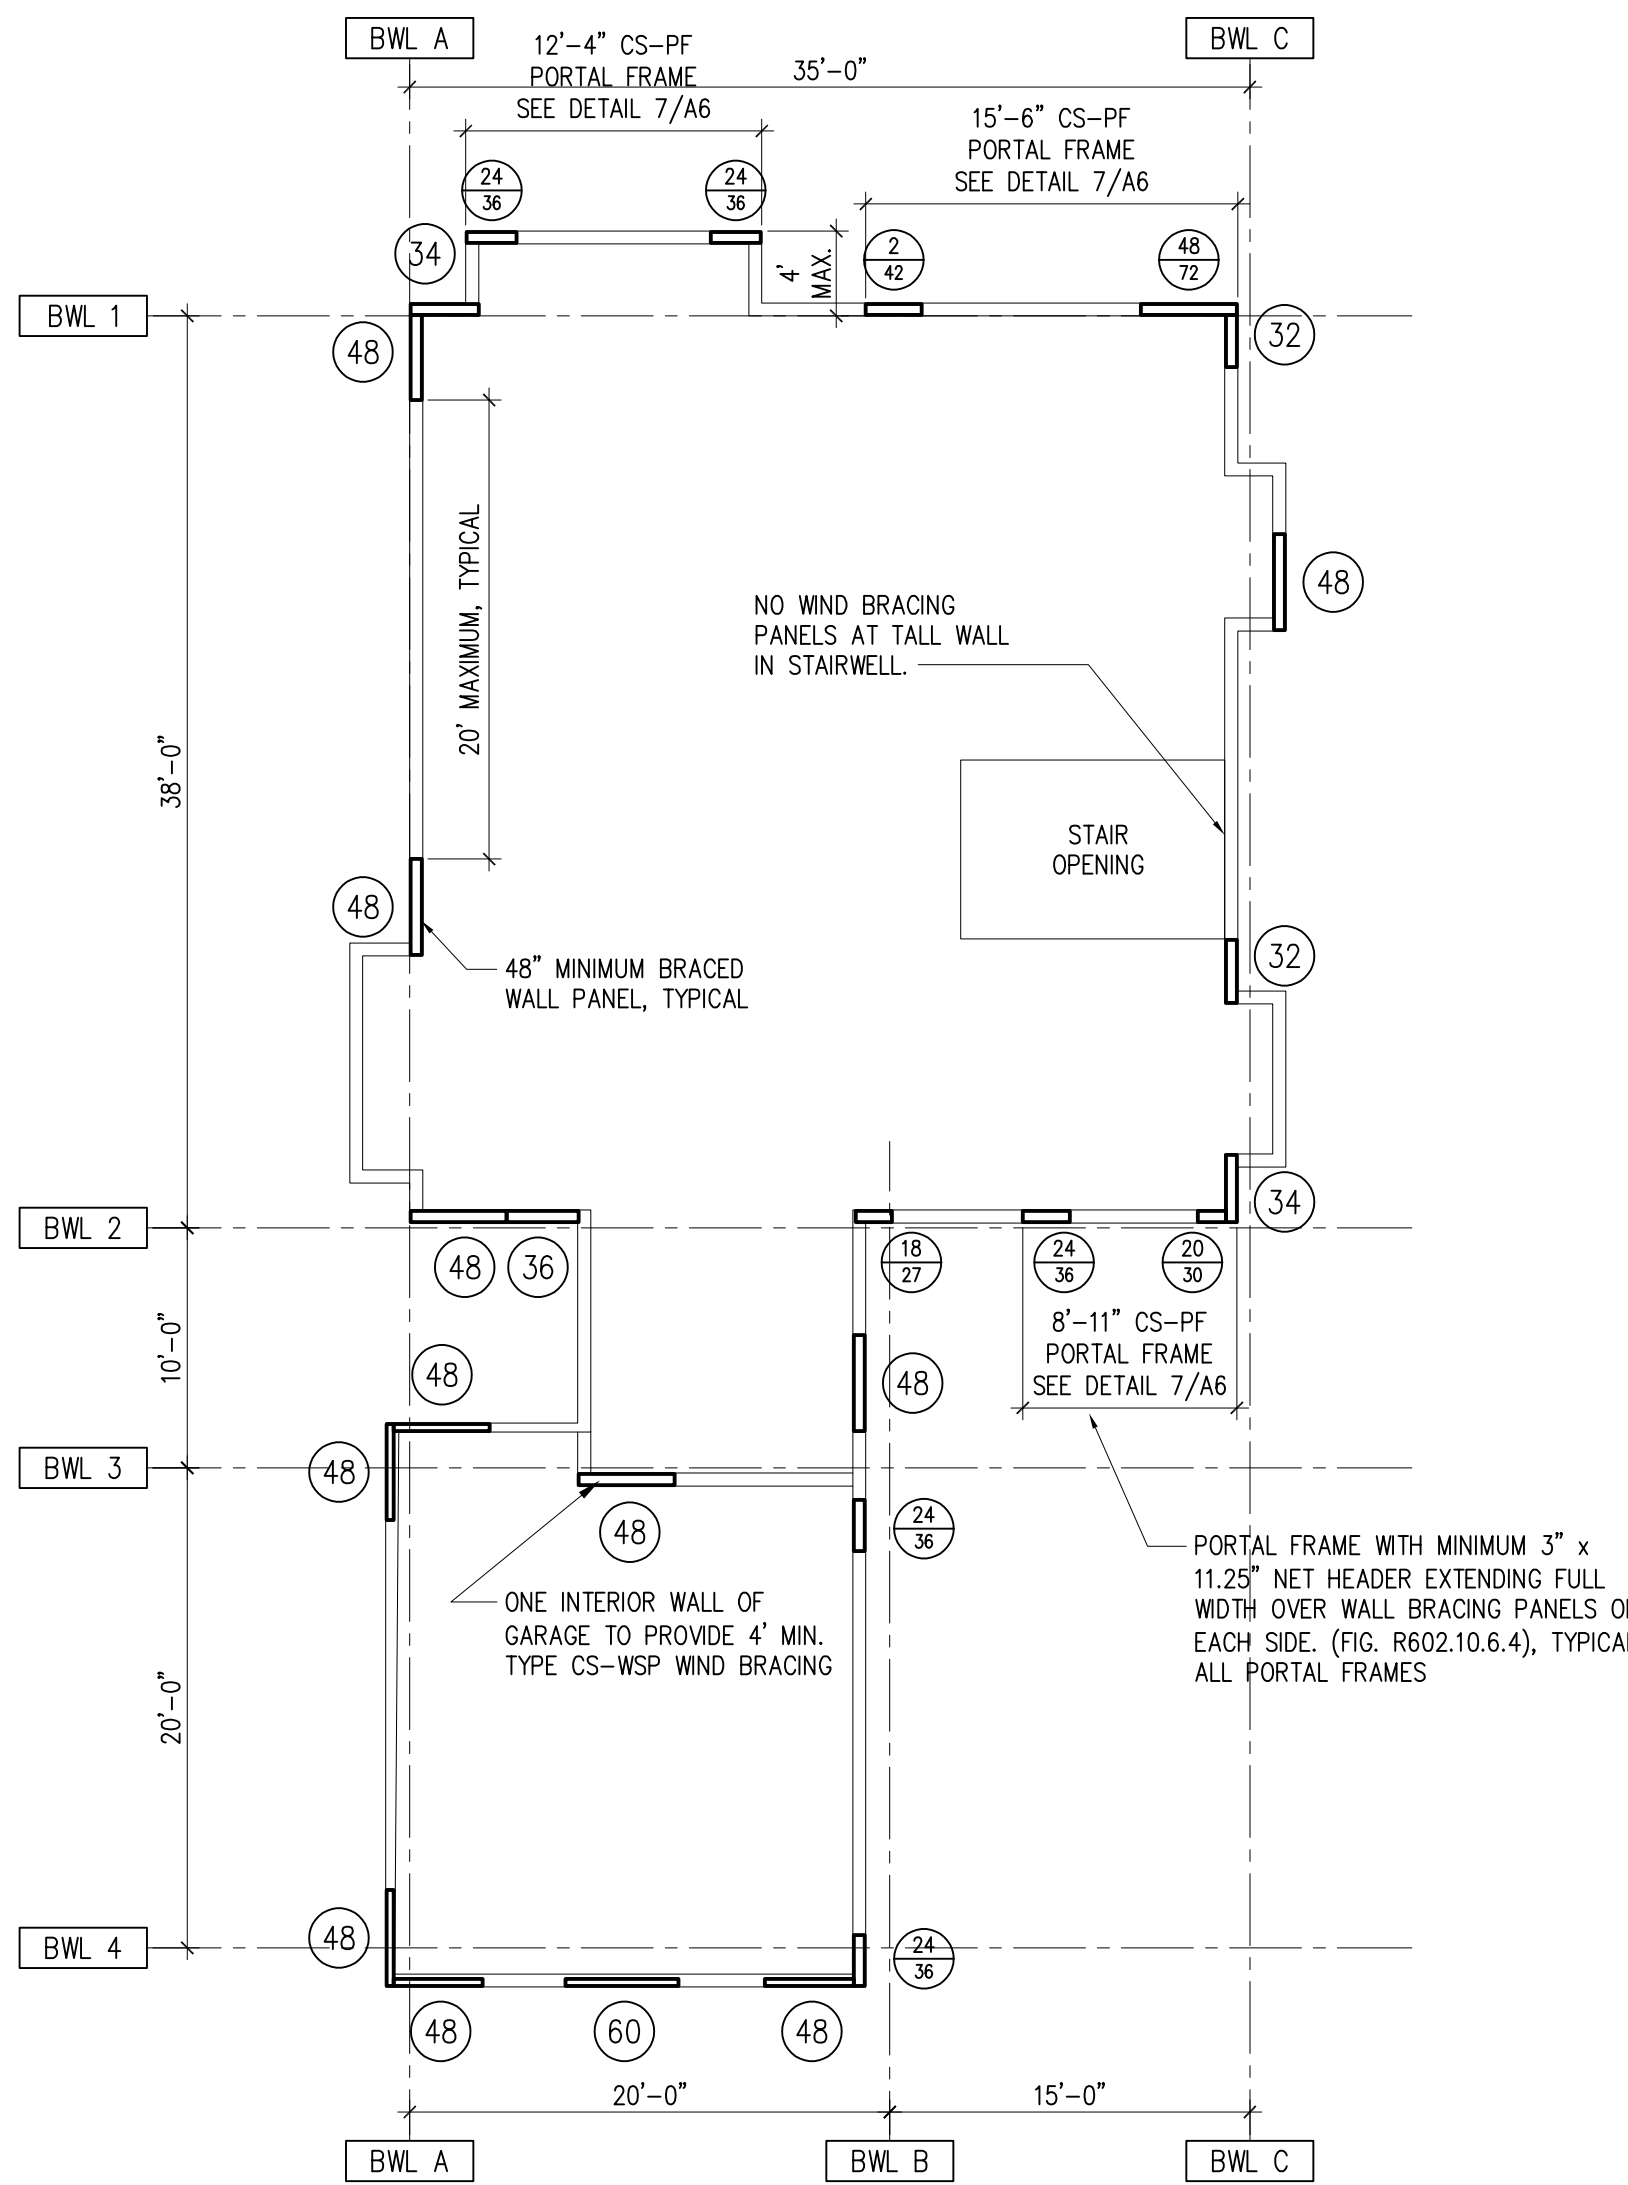 BWL A
BWL C
12'-4" CS-PF
PORTAL FRAME
SEE DETAIL 7/A6
35'-0"
15'-6" CS-PF
PORTAL FRAME
SEE DETAIL 7/A6
24
36
24
36
34
2
42
48
72
4'
MAX.
BWL 1
48
32
20' MAXIMUM, TYPICAL
48
NO WIND BRACING
PANELS AT TALL WALL
IN STAIRWELL.
38'-0"
STAIR
OPENING
48
32
48" MINIMUM BRACED
WALL PANEL, TYPICAL
34
BWL 2
48
36
18
27
24
36
20
30
8'-11" CS-PF
PORTAL FRAME
SEE DETAIL 7/A6
10'-0"
48
48
BWL 3
48
48
24
36
PORTAL FRAME WITH MINIMUM 3" x
11.25" NET HEADER EXTENDING FULL
WIDTH OVER WALL BRACING PANELS
EACH SIDE. (FIG. R602.10.6.4),
ALL PORTAL FRAMES
ONE INTERIOR WALL OF
GARAGE TO PROVIDE 4' MIN.
TYPE CS-WSP WIND BRACING
20'-0"
BWL 4
48
24
36
48
60
48
20'-0"
15'-0"
BWL A
BWL B
BWL C